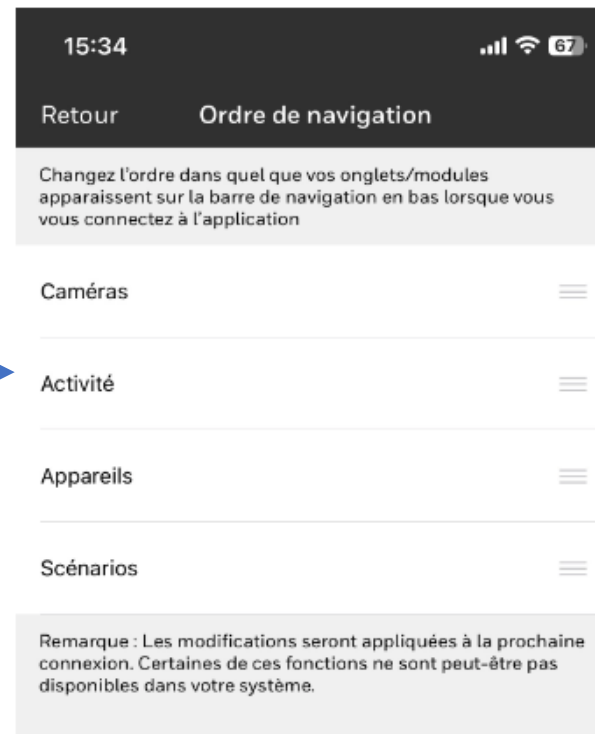 15:34
67
Retour
Ordre de navigation
Changez l'ordre dans quel que vos onglets/modules
apparaissent sur la barre de navigation en bas lorsque vous
vous connectez à l'application
Caméras
Activité
Appareils
Scénarios
Remarque : Les modifications seront appliquées à la prochaine
connexion. Certaines de ces fonctions ne sont peut-être pas
disponibles dans votre système.